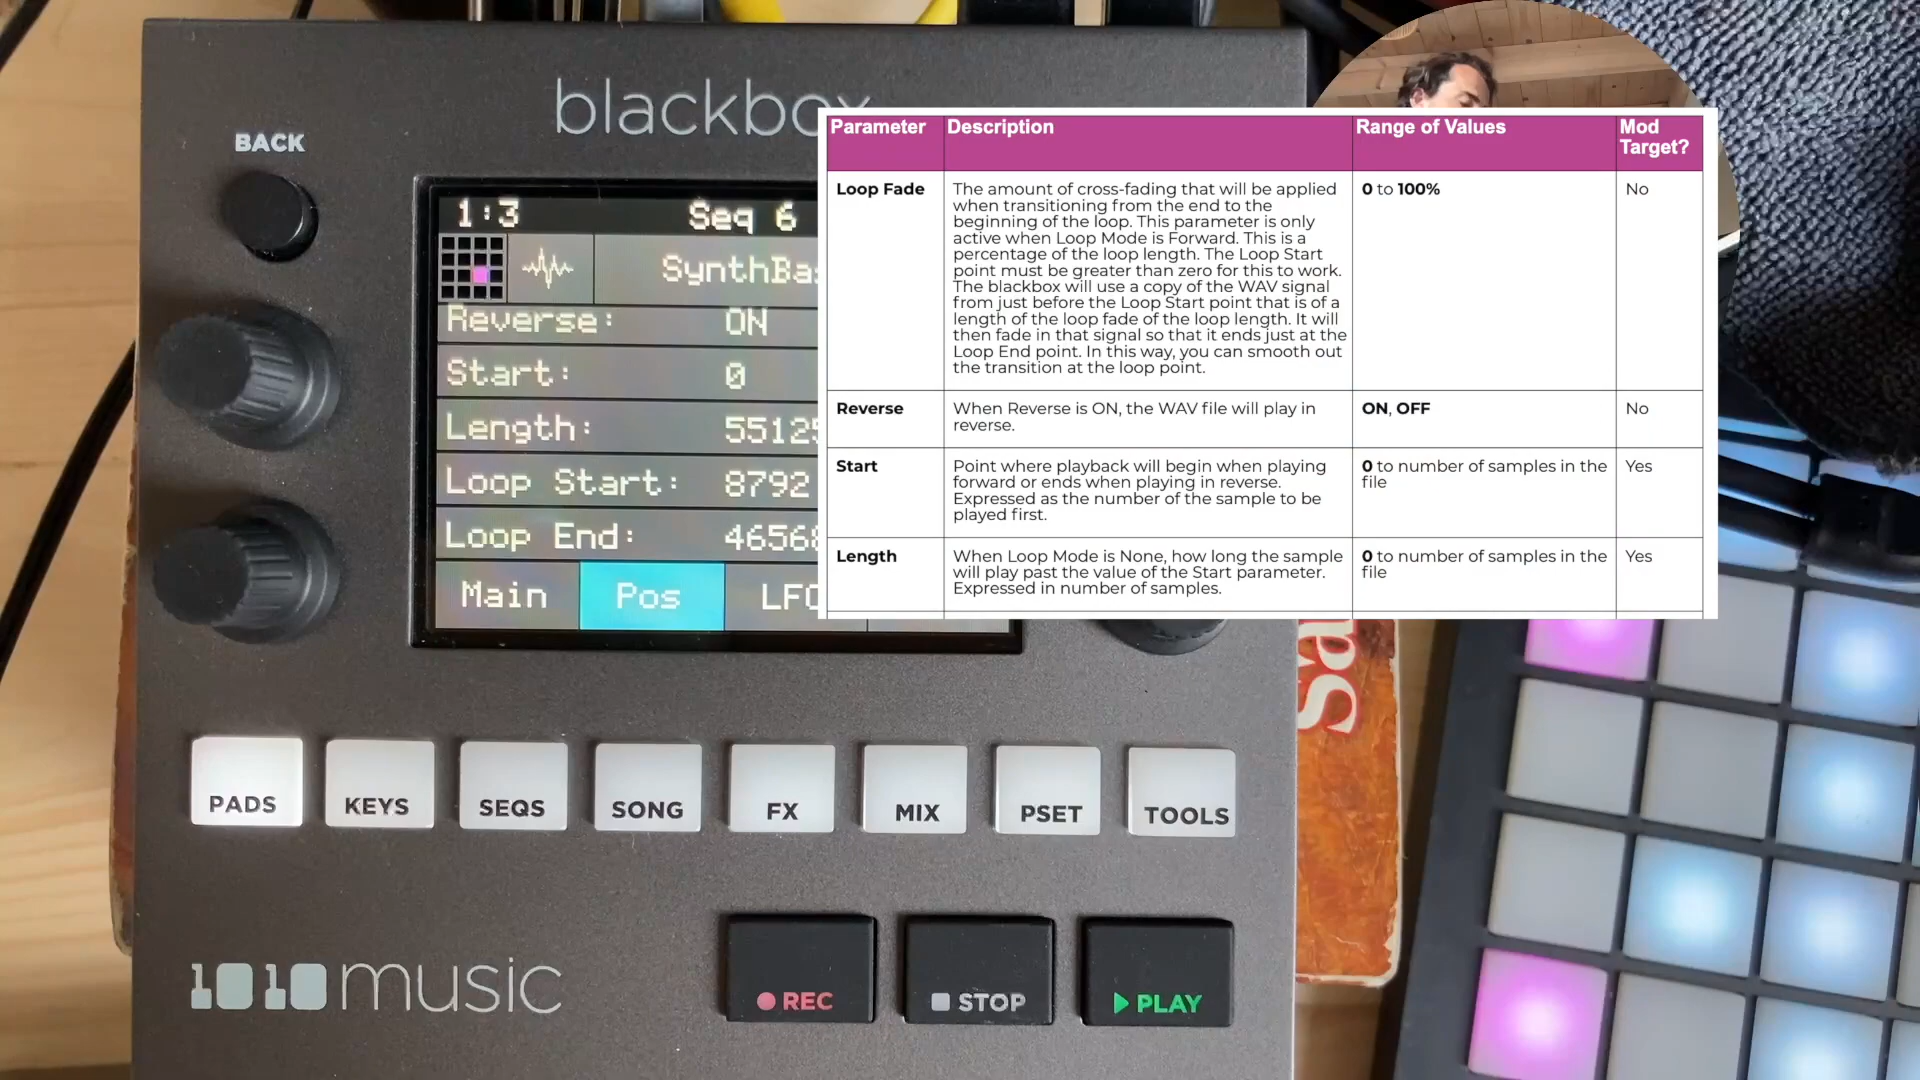 blackbox
BACK
1:3 Seq 6
Reverse: ON
Start: 0
Length:
Loop Start: 8792
Loop End:
Main Pos
Parameter Description Range of Values Mod Target?
Loop Fade
The amount of cross-fading that will be applied
when transitioning from the end to the
beginning of the loop. This parameter is only
active when Loop Mode is Forward. This is a
percentage of the loop length. The Loop Start
point must be greater than zero for this to work.
The blackbox will use a copy of the WAV signal
from just before the Loop Start point that is of a
length of the loop fade of the loop length. It will
then fade in that signal so that it ends just at the
Loop End point. In this way, you can smooth out
the transition at the loop point.
0 to 100%
No
Reverse
When Reverse is ON, the WAV file will play in
reverse.
ON, OFF
No
Start
Point where playback will begin when playing
forward or ends when playing in reverse.
Expressed as the number of the sample to be
played first.
0 to number of samples in the
file
Yes
Length
When Loop Mode is None, how long the sample
will play past the value of the Start parameter.
Expressed in number of samples.
0 to number of samples in the
file
Yes
PADS KEYS SEQS SONG FX MIX PSET TOOLS
1010music
REC STOP PLAY